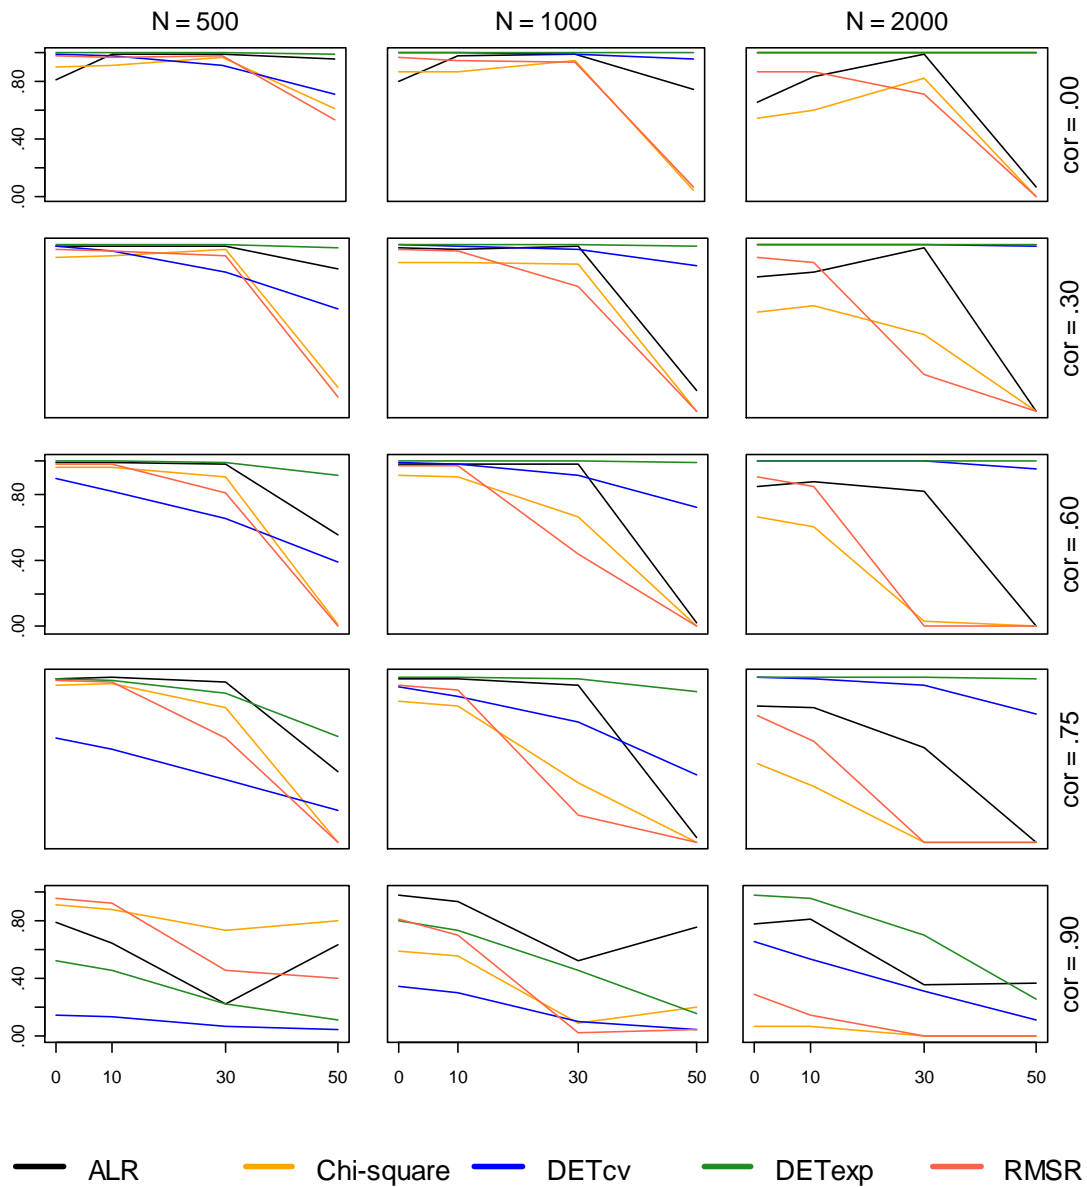 N = 500 N = 1000 N = 2000
.80
.40
.00
cor = .00
cor = .30
.80
.40
.00
cor = .60
cor = .75
.80
.40
.00
cor = .90
0 10 30 50 0 10 30 50 0 10 30 50
ALR Chi-square DETcv DETexp RMSR